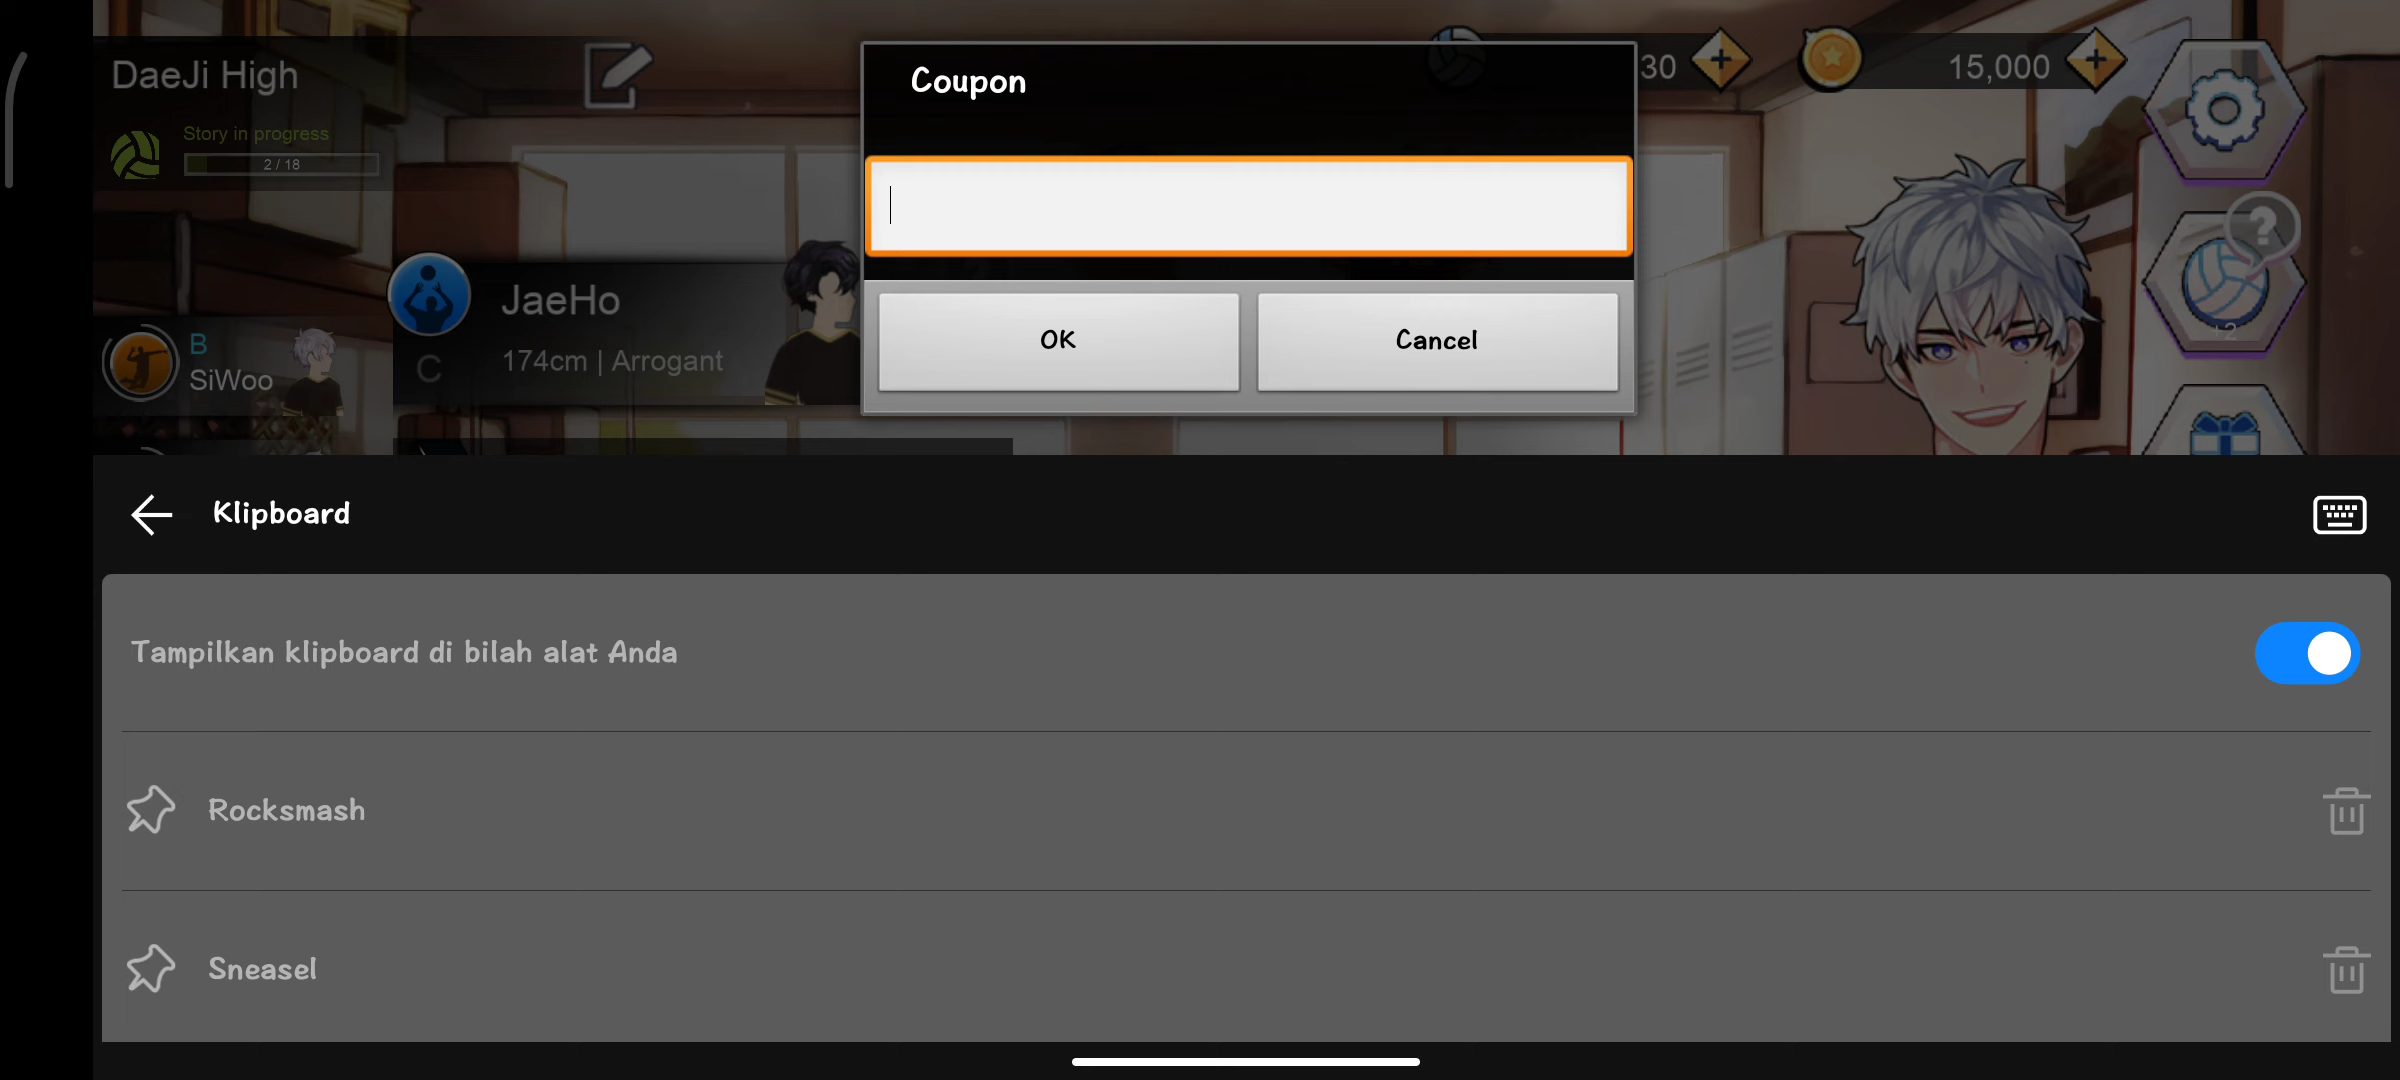 DaeJi High
Story in progress
2 / 18
B
SiWoo
JaeHo
C
174cm | Arrogant
Coupon
OK
Cancel
30
15,000
?
+2
Klipboard
Tampilkan klipboard di bilah alat Anda
Rocksmash
Sneasel